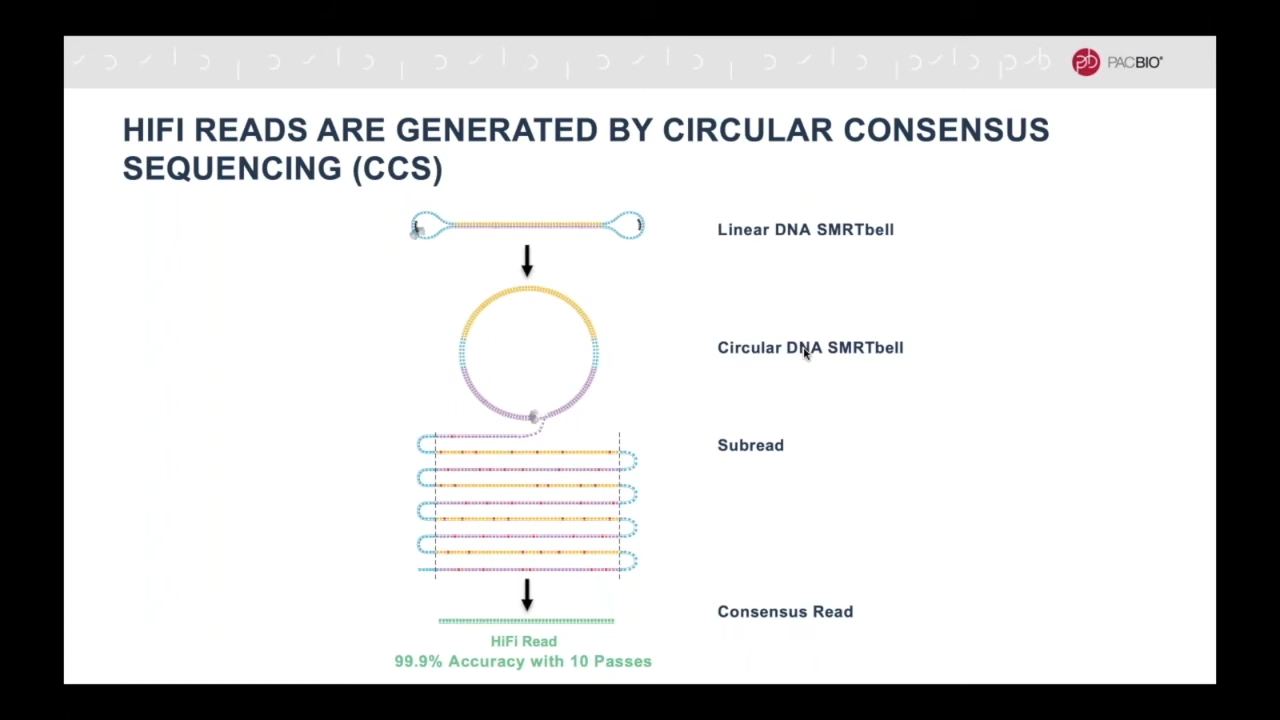 PACBIO®
HIFI READS ARE GENERATED BY CIRCULAR CONSENSUS
SEQUENCING (CCS)
Linear DNA SMRTbell
Circular DNA SMRTbell
Subread
Consensus Read
HiFi Read
99.9% Accuracy with 10 Passes